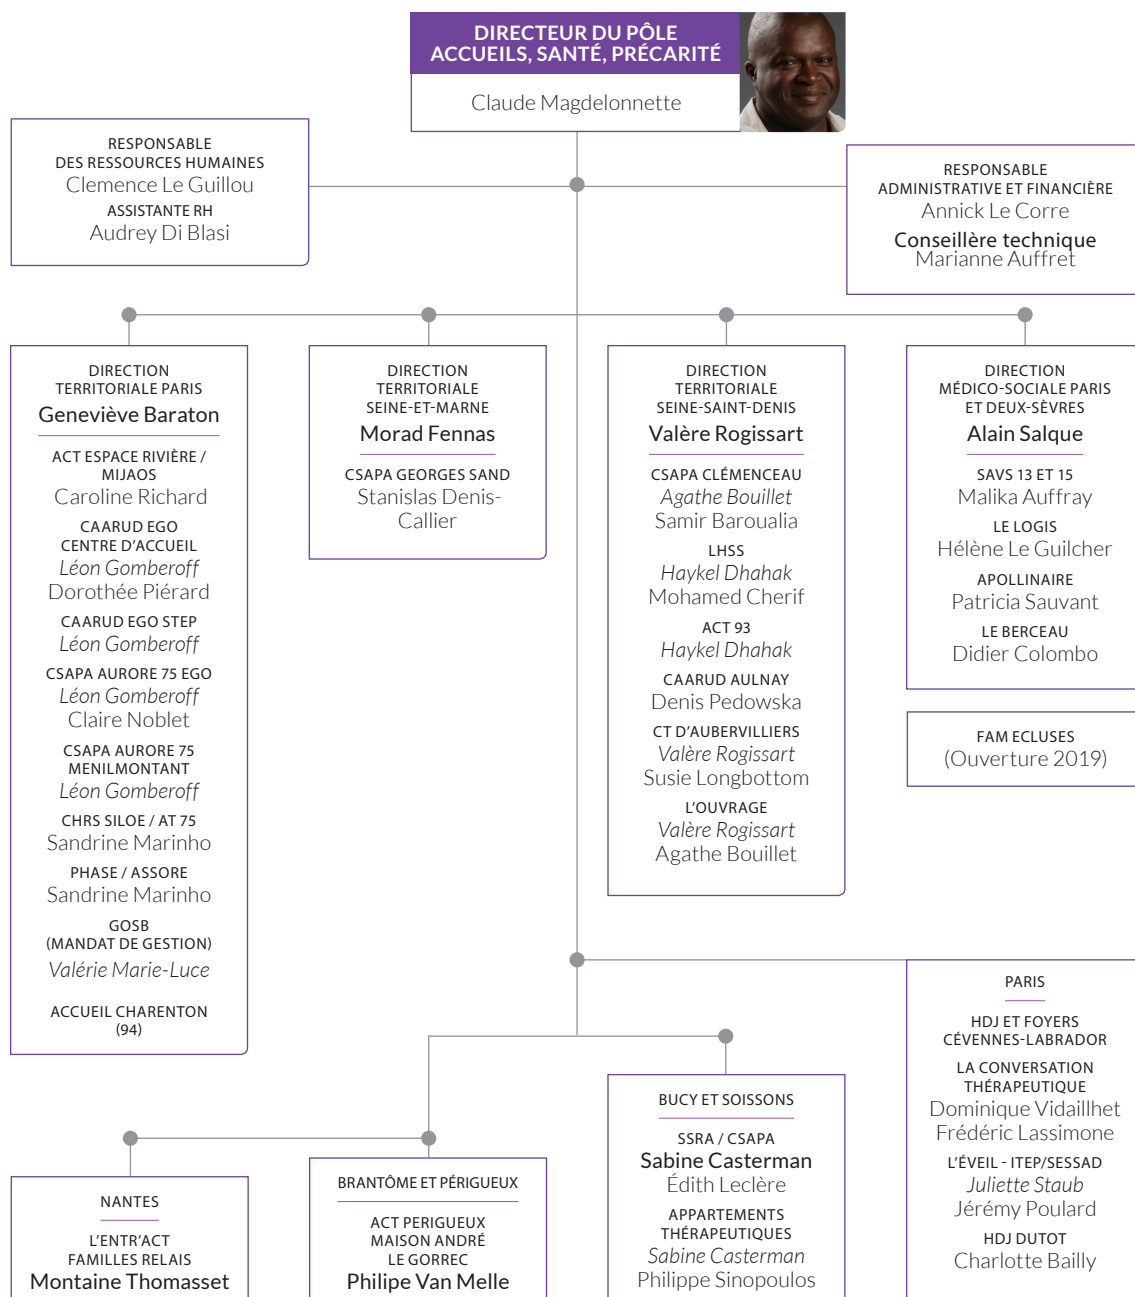 DIRECTEUR DU PÔLE
ACCUEILS, SANTÉ, PRÉCARITÉ
Claude Magdelonnette
RESPONSABLE
DES RESSOURCES HUMAINES
Clemence Le Guillou
ASSISTANTE RH
Audrey Di Blasi
RESPONSABLE
ADMINISTRATIVE ET FINANCIÈRE
Annick Le Corre
Conseillère technique
Marianne Auffret
DIRECTION
TERRITORIALE PARIS
Geneviève Baraton
ACT ESPACE RIVIÈRE /
MIJAOS
Caroline Richard
CAARUD EGO
CENTRE D'ACCUEIL
Léon Gomberoff
Dorothée Piérard
CAARUD EGO STEP
Léon Gomberoff
CSAPA AURORE 75 EGO
Léon Gomberoff
Claire Noblet
CSAPA AURORE 75
MENILMONTANT
Léon Gomberoff
CHRS SILOE / AT 75
Sandrine Marinho
PHASE / ASSORE
Sandrine Marinho
GOSB
(MANDAT DE GESTION)
Valérie Marie-Luce
ACCUEIL CHARENTON
(94)
DIRECTION
TERRITORIALE
SEINE-ET-MARNE
Morad Fennas
CSAPA GEORGES SAND
Stanislas Denis-
Callier
DIRECTION
TERRITORIALE
SEINE-SAINT-DENIS
Valère Rogissart
CSAPA CLÉMENCEAU
Agathe Bouillet
Samir Baroualia
LHSS
Haykel Dhahak
Mohamed Cherif
ACT 93
Haykel Dhahak
CAARUD AULNAY
Denis Pedowska
CT D'AUBERVILLIERS
Valère Rogissart
Susie Longbottom
L'OUVRAGE
Valère Rogissart
Agathe Bouillet
DIRECTION
MÉDICO-SOCIALE PARIS
ET DEUX-SÈVRES
Alain Salque
SAVS 13 ET 15
Malika Auffray
LE LOGIS
Hélène Le Guilcher
APOLLINAIRE
Patricia Sauvant
LE BERCEAU
Didier Colombo
FAM ECLUSES
(Ouverture 2019)
NANTES
L'ENTR'ACT
FAMILLES RELAIS
Montaine Thomasset
BRANTÔME ET PÉRIGUEUX
ACT PERIGUEUX
MAISON ANDRÉ
LE GORREC
Philipe Van Melle
BUCY ET SOISSONS
SSRA / CSAPA
Sabine Casterman
Édith Leclère
APPARTEMENTS
THÉRAPEUTIQUES
Sabine Casterman
Philippe Sinopoulos
PARIS
HDJ ET FOYERS
CÉVENNES-LABRADOR
LA CONVERSATION
THÉRAPEUTIQUE
Dominique Vidaillhet
Frédéric Lassimone
L'ÉVEIL - ITEP/SESSAD
Juliette Staub
Jérémy Poulard
HDJ DUTOT
Charlotte Bailly